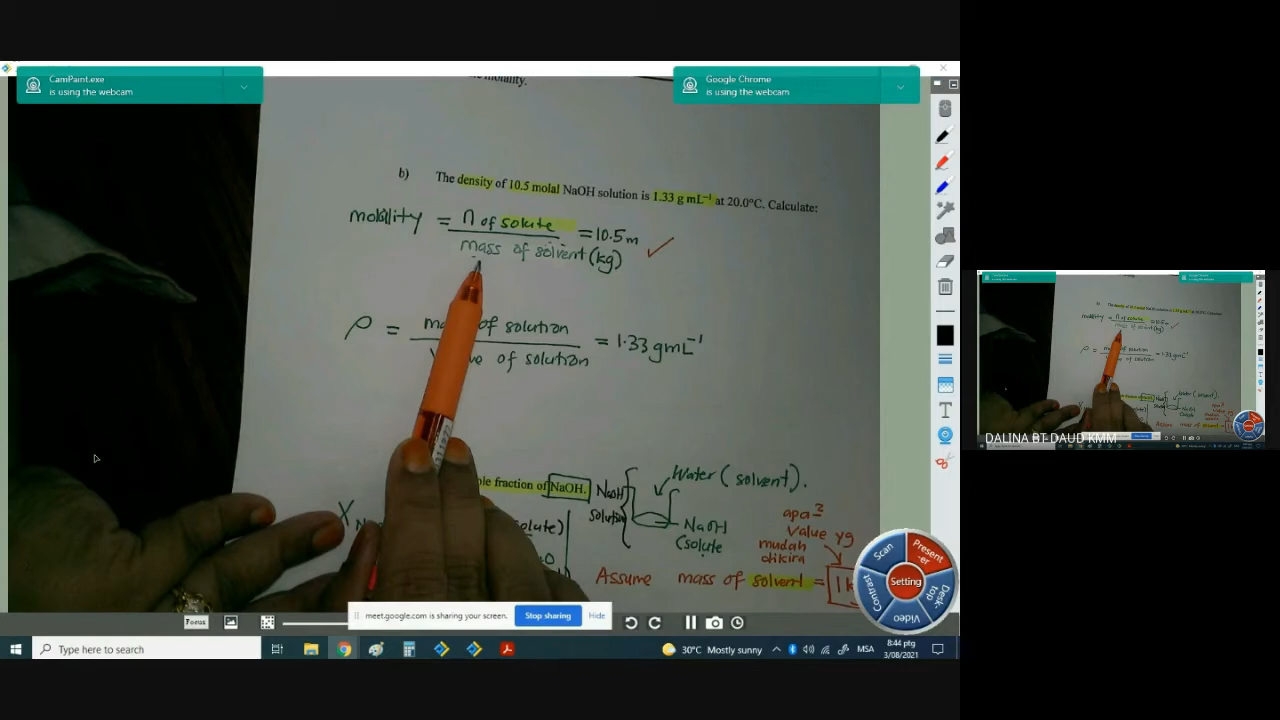 CamPaint.exe
is using the webcam
Google Chrome
is using the webcam
molality.
b) The density of 10.5 molal NaOH solution is 1.33 g mL⁻¹ at 20.0°C. Calculate:
molality = n of solute / mass of solvent (kg) = 10.5 m
ρ = of solution / of solution = 1.33 gmL⁻¹
fraction of NaOH.
NaOH solution
Water (solvent).
NaOH (solute
X
olute)
apa²
value yg
mudah
dikira
Assume mass of solvent = 1 k
meet.google.com is sharing your screen. Stop sharing Hide
Focus
Scan
Present-er
Setting
Contrast
Desk-top
Video
T
Type here to search
30°C Mostly sunny
MSA
8:44 ptg
3/08/2021
DALINA BT DAUD KMM